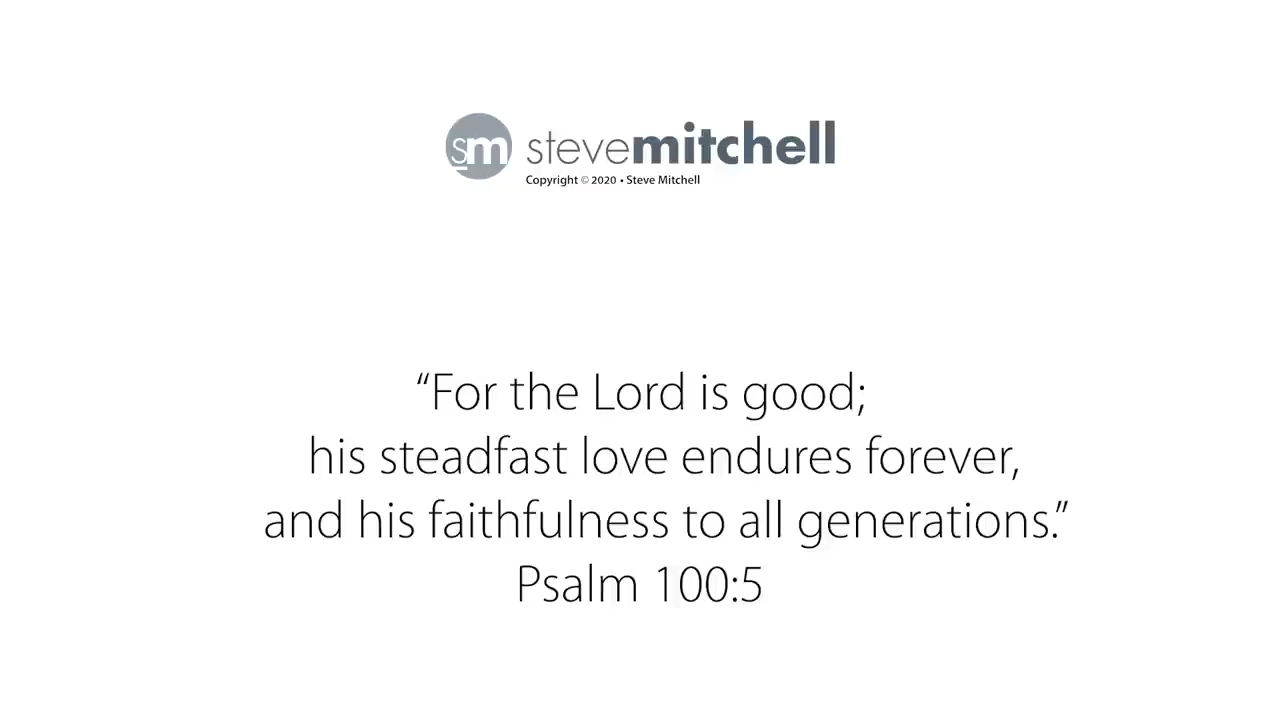 sm stevemitchell
Copyright © 2020 • Steve Mitchell
“For the Lord is good;
his steadfast love endures forever,
and his faithfulness to all generations.”
Psalm 100:5